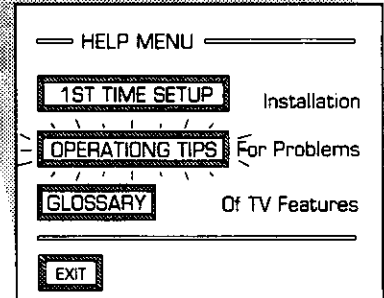 HELP MENU
1ST TIME SETUP Installation
OPERATIONG TIPS For Problems
GLOSSARY Of TV Features
EXIT